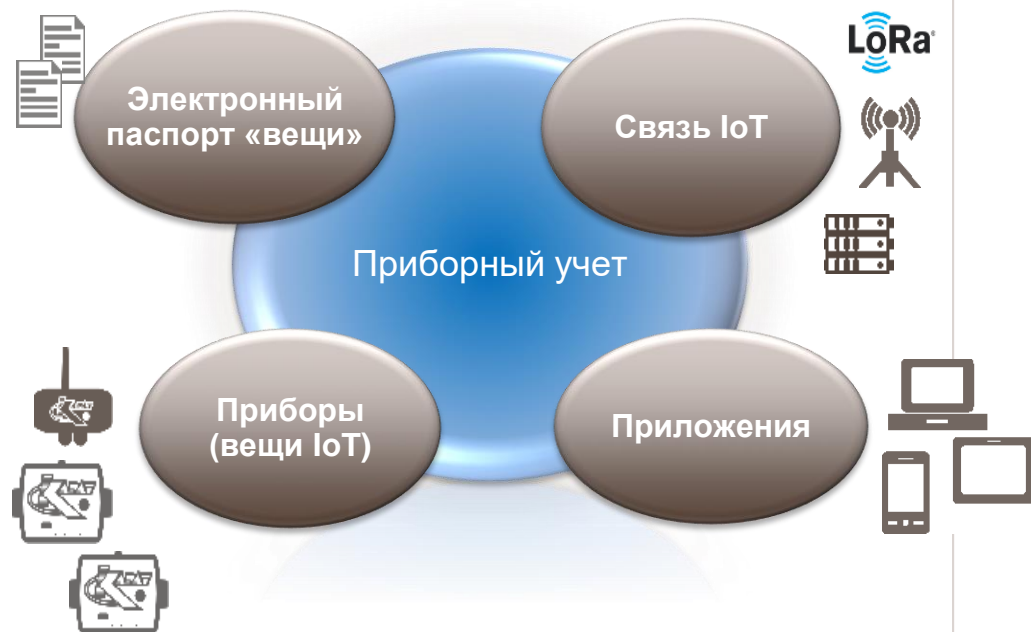 Электронный
паспорт «вещи»
Связь IoT
LoRa
Приборный учет
Приборы
(вещи IoT)
Приложения